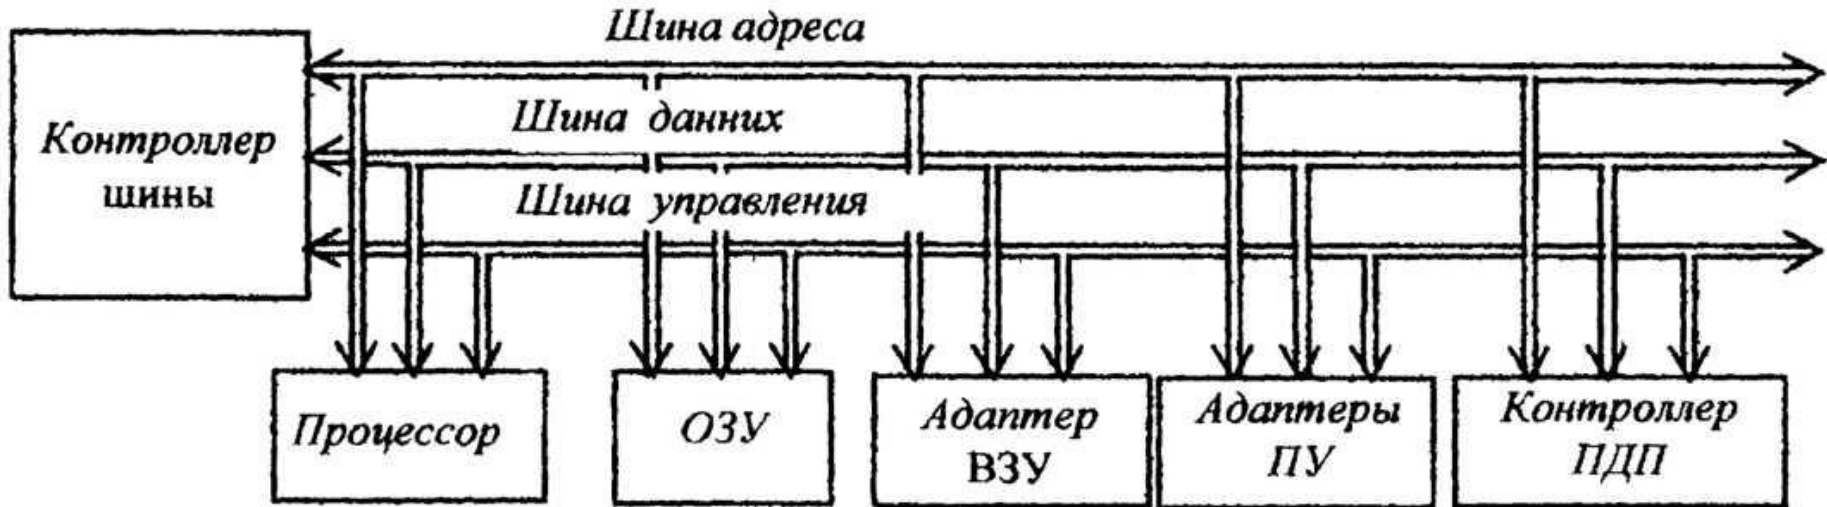 Шина адреса
Контроллер
шины
Шина данних
Шина управления
Процессор
ОЗУ
Адаптер
ВЗУ
Адаптеры
ПУ
Контроллер
ПДП